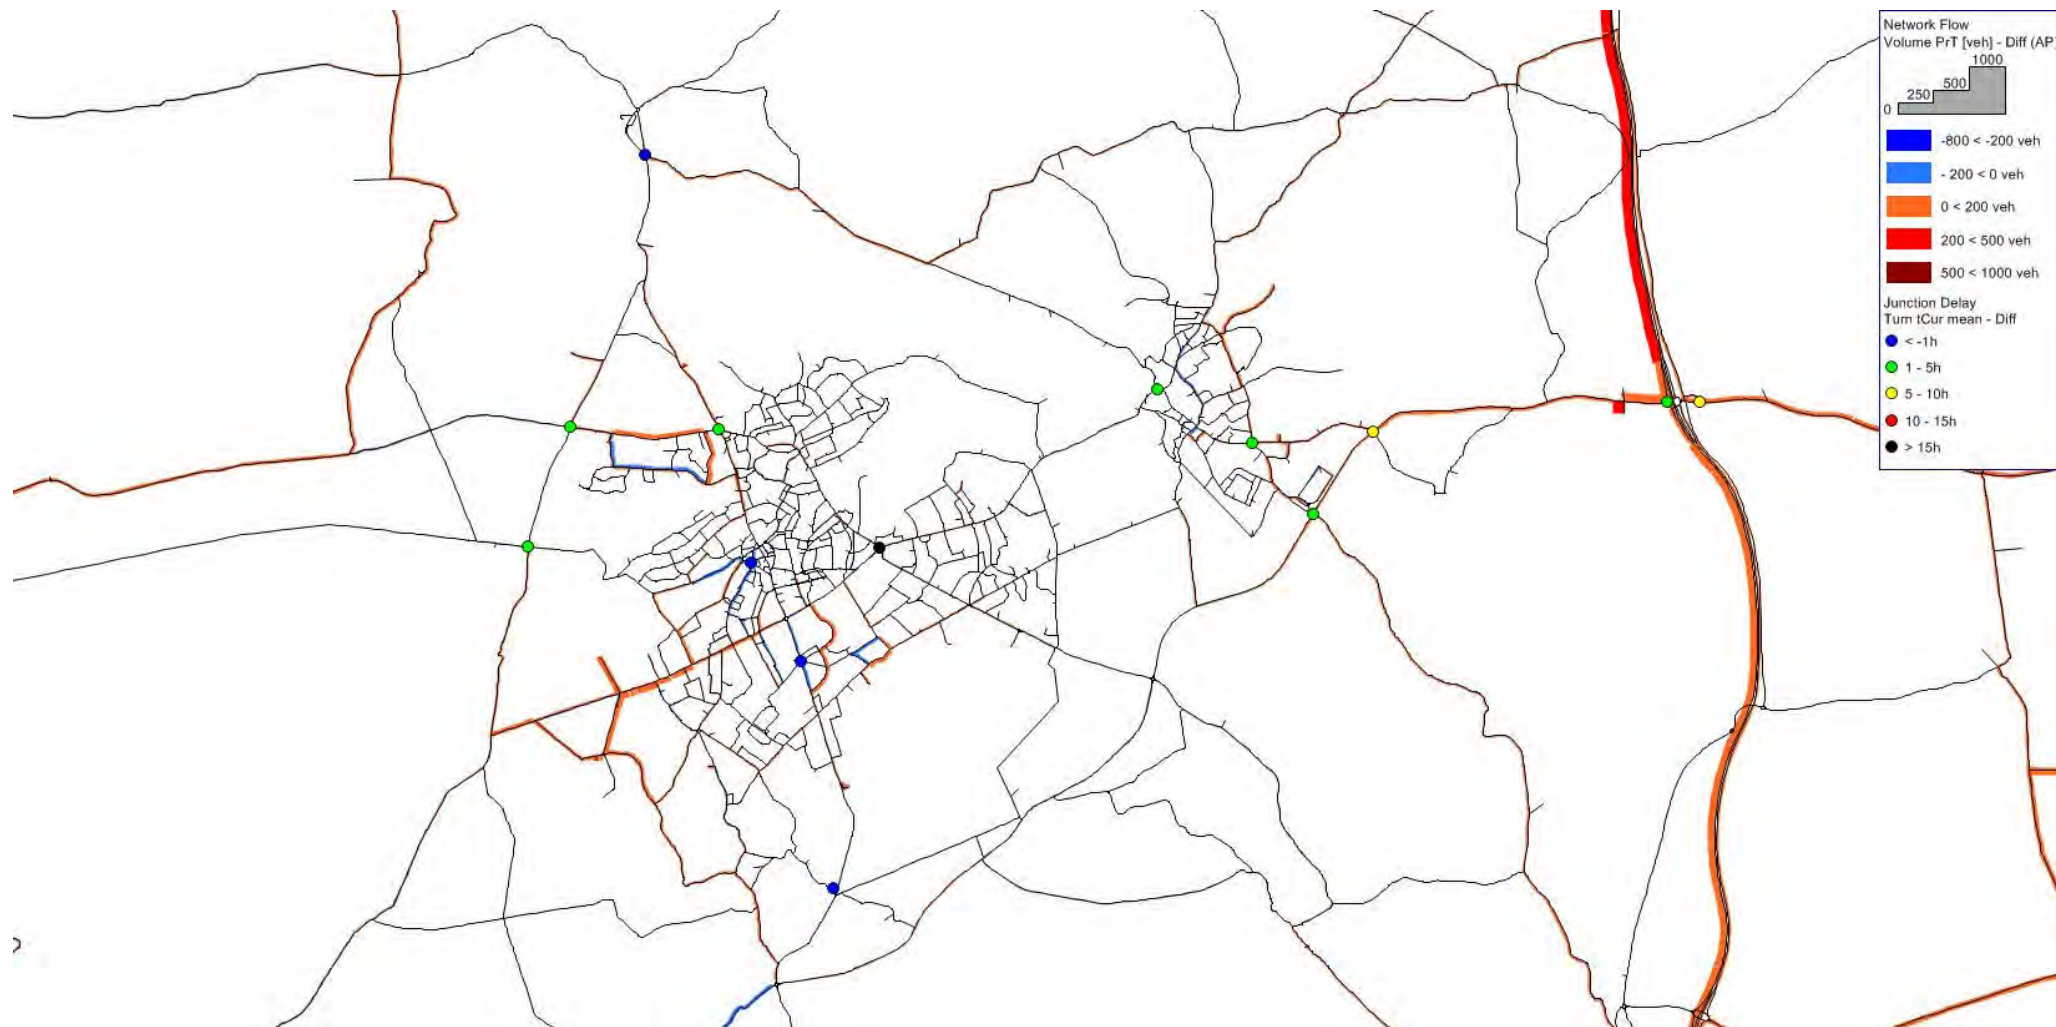 Network Flow
Volume PrT [veh] - Diff (AP)
1000
500
250
0
-800 < -200 veh
- 200 < 0 veh
0 < 200 veh
200 < 500 veh
500 < 1000 veh
Junction Delay
Turn tCur mean - Diff
< -1h
1 - 5h
5 - 10h
10 - 15h
> 15h